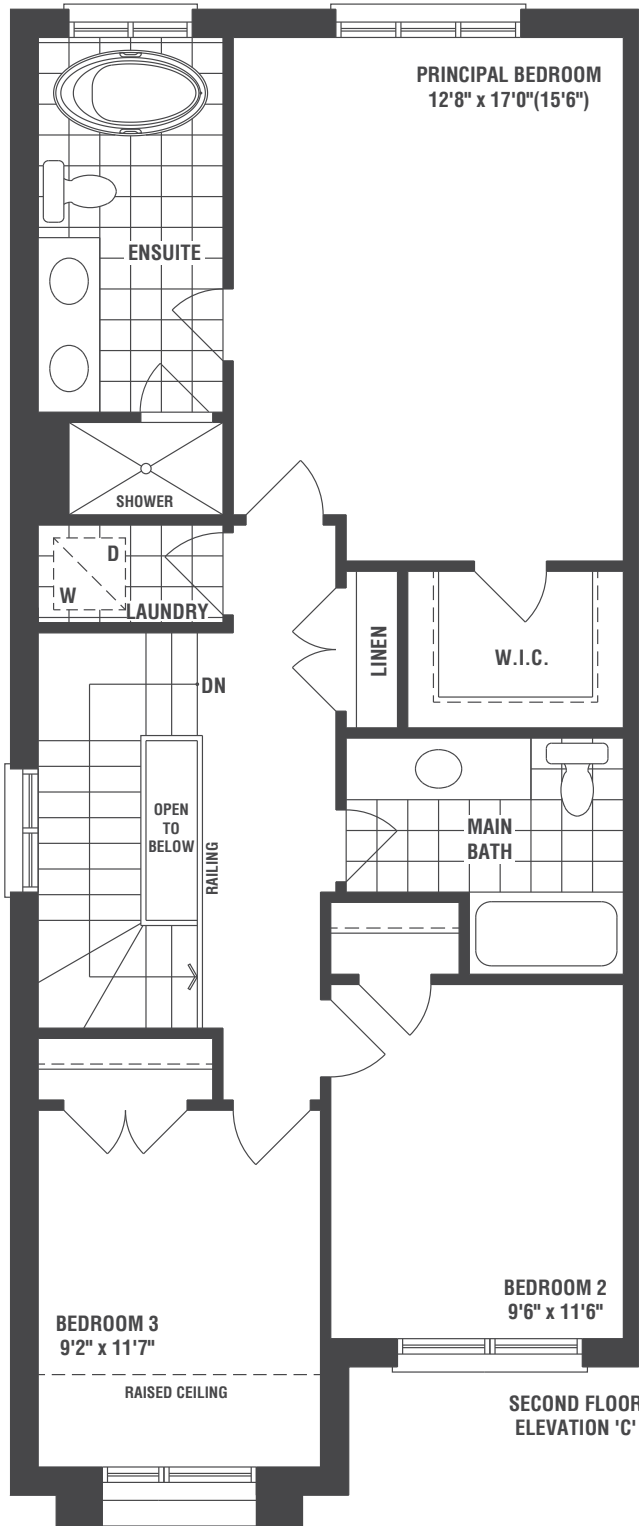 PRINCIPAL BEDROOM
12'8" x 17'0"(15'6")
ENSUITE
SHOWER
D
W
LAUNDRY
LINEN
W.I.C.
DN
OPEN
TO
BELOW
RAILING
MAIN
BATH
BEDROOM 2
9'6" x 11'6"
BEDROOM 3
9'2" x 11'7"
RAISED CEILING
SECOND FLOOR
ELEVATION 'C'